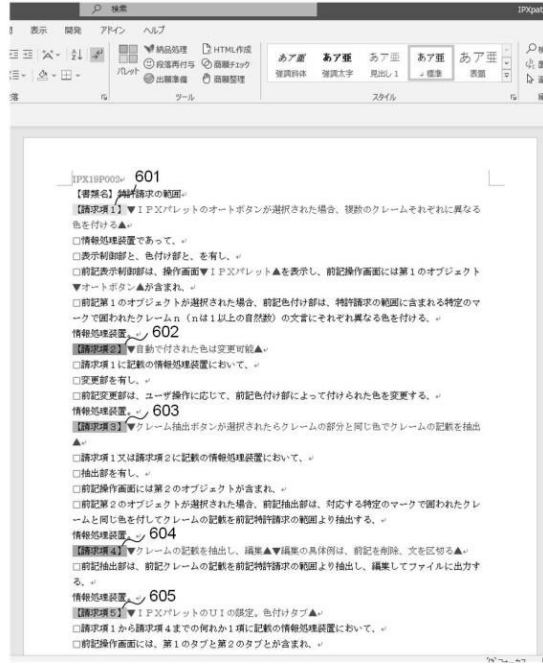 検索
IPXpat
表示 開発 アドイン ヘルプ
パレット
納品処理 HTML作成
段落再付与 商願チェック
出願準備 商願整理
ツール
あア亜 あア亜 あア亜 あア亜 あア亜
強調斜体 強調太字 見出し1 標準 表題
スタイル
IPX19P002 601
【書類名】特許請求の範囲
【請求項1】▼IPXパレットのオートボタンが選択された場合、複数のクレームそれぞれに異なる
色を付ける▲
□情報処理装置であって、
□表示制御部と、色付け部と、を有し、
□前記表示制御部は、操作画面▼IPXパレット▲を表示し、前記操作画面には第1のオブジェクト
▼オートボタン▲が含まれ、
□前記第1のオブジェクトが選択された場合、前記色付け部は、特許請求の範囲に含まれる特定のマ
ークで囲われたクレームn（nは1以上の自然数）の文言にそれぞれ異なる色を付ける、
情報処理装置。 602
【請求項2】▼自動で付された色は変更可能▲
□請求項1に記載の情報処理装置において、
□変更部を有し、
□前記変更部は、ユーザ操作に応じて、前記色付け部によって付けられた色を変更する、
情報処理装置。 603
【請求項3】▼クレーム抽出ボタンが選択されたらクレームの部分と同じ色でクレームの記載を抽出
▲
□請求項1又は請求項2に記載の情報処理装置において、
□抽出部を有し、
□前記操作画面には第2のオブジェクトが含まれ、
□前記第2のオブジェクトが選択された場合、前記抽出部は、対応する特定のマークで囲われたクレ
ームと同じ色を付してクレームの記載を前記特許請求の範囲より抽出する、
情報処理装置。 604
【請求項4】▼クレームの記載を抽出し、編集▲▼編集の具体例は、前記を削除、文を区切る▲
□前記抽出部は、前記クレームの記載を前記特許請求の範囲より抽出し、編集してファイルに出力す
る、
情報処理装置。 605
【請求項5】▼IPXパレットのUIの限定。色付けタブ▲
□請求項1から請求項4までの何れか1項に記載の情報処理装置において、
□前記操作画面には、第1のタブと第2のタブとが含まれ、